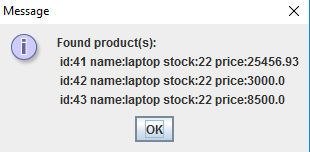 Message
Found product(s):
id:41 name:laptop stock:22 price:25456.93
id:42 name:laptop stock:22 price:3000.0
id:43 name:laptop stock:22 price:8500.0
OK